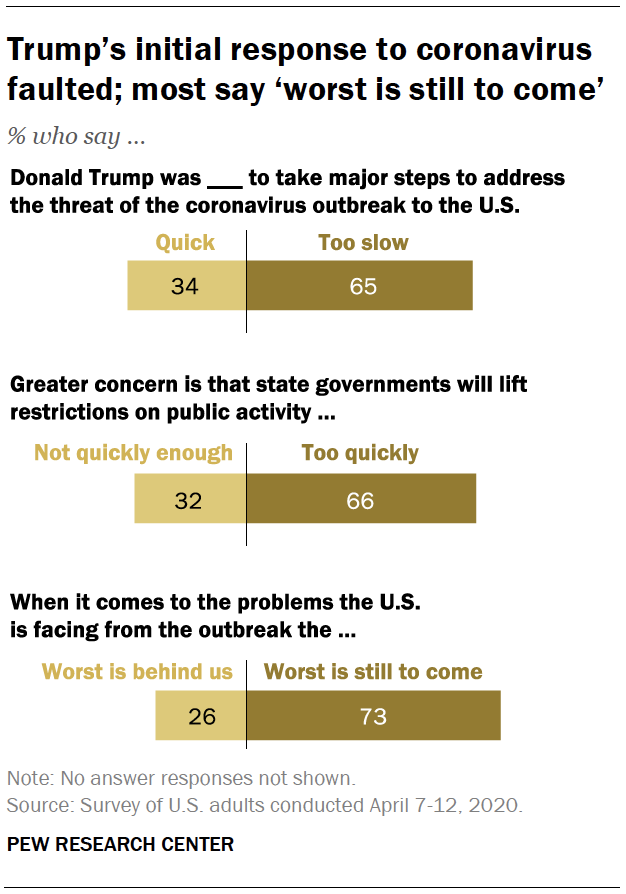 Trump's initial response to coronavirus
faulted; most say ‘worst is still to come’
% who say ...
Donald Trump was ___ to take major steps to address
the threat of the coronavirus outbreak to the U.S.
Quick Too slow
34 65
Greater concern is that state governments will lift
restrictions on public activity ...
Not quickly enough Too quickly
32 66
When it comes to the problems the U.S.
is facing from the outbreak the ...
Worst is behind us Worst is still to come
26 73
Note: No answer responses not shown.
Source: Survey of U.S. adults conducted April 7-12, 2020.
PEW RESEARCH CENTER